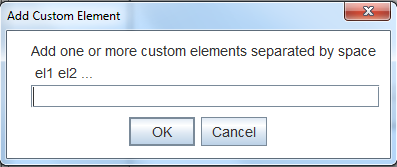 Add Custom Element
Add one or more custom elements separated by space
el1 el2 ...
OK Cancel